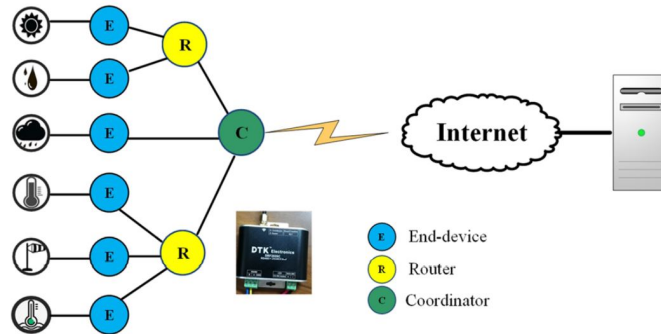 E
R
E
E
C
Internet
E
DTK Electronics
E
R
E
E End-device
R Router
C Coordinator